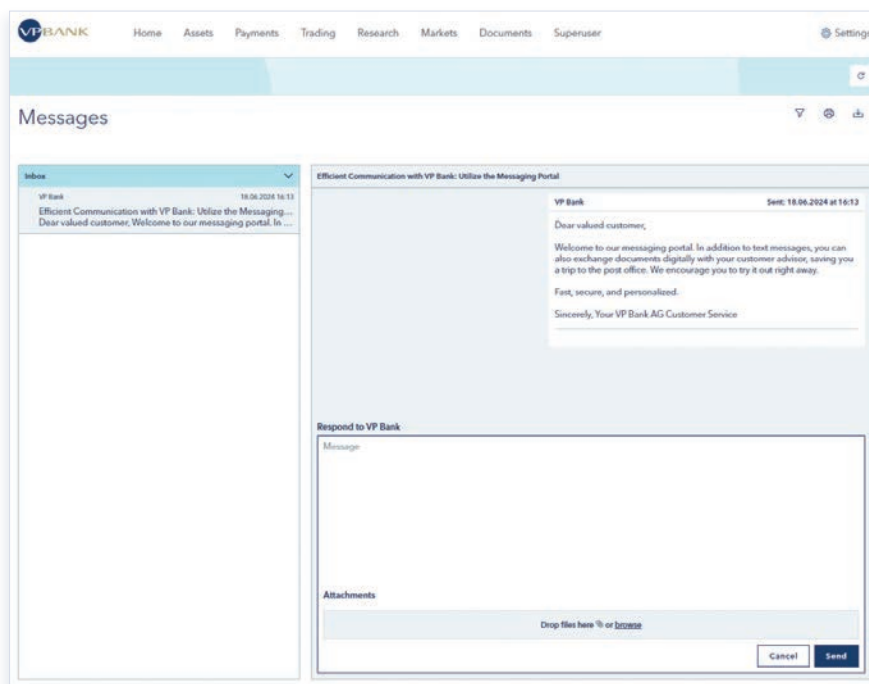 VPBANK Home Assets Payments Trading Research Markets Documents Superuser Settings
Messages
Inbox
VP Bank 18.06.2024 16:13
Efficient Communication with VP Bank: Utilize the Messaging...
Dear valued customer, Welcome to our messaging portal. In ...
Efficient Communication with VP Bank: Utilize the Messaging Portal
VP Bank Sent: 18.06.2024 at 16:13
Dear valued customer,
Welcome to our messaging portal. In addition to text messages, you can
also exchange documents digitally with your customer advisor, saving you
a trip to the post office. We encourage you to try it out right away.
Fast, secure, and personalized.
Sincerely, Your VP Bank AG Customer Service
Respond to VP Bank
Message
Attachments
Drop files here or browse
Cancel Send